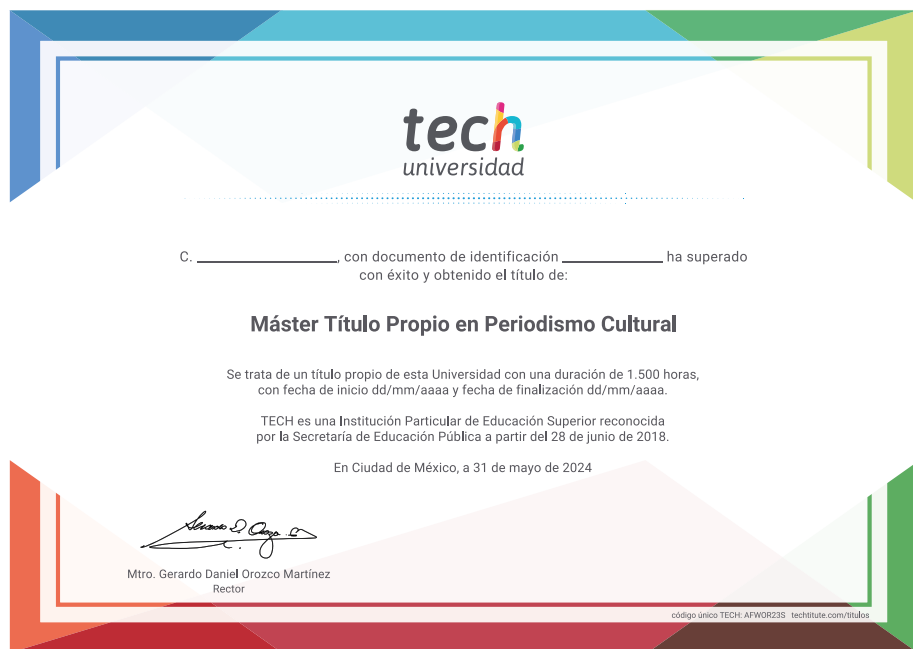 tech
universidad
C. ________________, con documento de identificación ____________ ha superado
con éxito y obtenido el título de:
Máster Título Propio en Periodismo Cultural
Se trata de un título propio de esta Universidad con una duración de 1.500 horas,
con fecha de inicio dd/mm/aaaa y fecha de finalización dd/mm/aaaa.
TECH es una Institución Particular de Educación Superior reconocida
por la Secretaría de Educación Pública a partir del 28 de junio de 2018.
En Ciudad de México, a 31 de mayo de 2024
Mtro. Gerardo Daniel Orozco Martínez
Rector
código único TECH: AFWOR23S techtitute.com/titulos